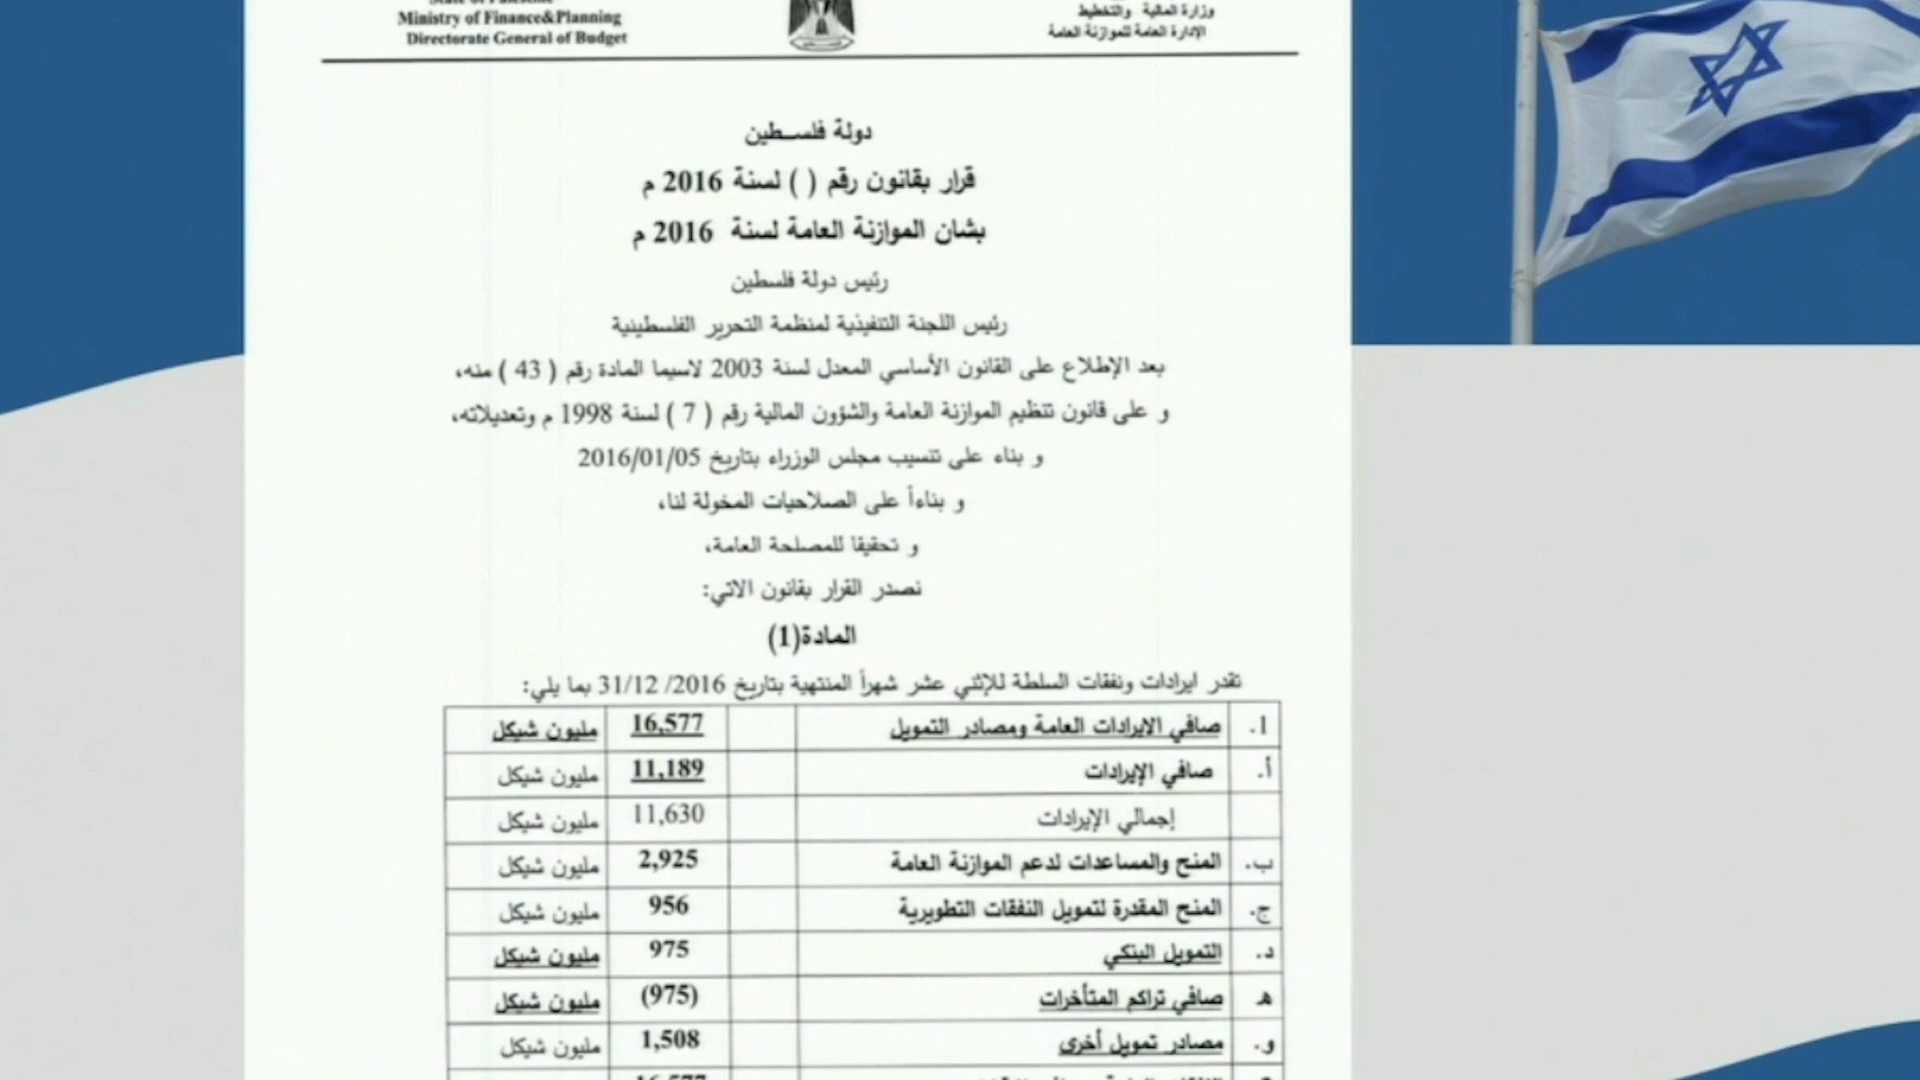 State of Palestine
Ministry of Finance&Planning
Directorate General of Budget
وزارة المالية والتخطيط
الإدارة العامة للموازنة العامة
دولة فلسطين
قرار بقانون رقم ( ) لسنة 2016 م
بشان الموازنة العامة لسنة 2016 م
رئيس دولة فلسطين
رئيس اللجنة التنفيذية لمنظمة التحرير الفلسطينية
بعد الإطلاع على القانون الأساسي المعدل لسنة 2003 لاسيما المادة رقم ( 43 ) منه،
و على قانون تنظيم الموازنة العامة والشؤون المالية رقم ( 7 ) لسنة 1998 م وتعديلاته،
و بناء على تنسيب مجلس الوزراء بتاريخ 2016/01/05
و بناءاً على الصلاحيات المخولة لنا،
و تحقيقا للمصلحة العامة،
نصدر القرار بقانون الاتي:
المادة(1)
تقدر ايرادات ونفقات السلطة للإثني عشر شهراً المنتهية بتاريخ 2016/ 31/12 بما يلي:
ا. صافي الإيرادات العامة ومصادر التمويل 16,577 مليون شيكل
أ. صافي الإيرادات 11,189 مليون شيكل
إجمالي الإيرادات 11,630 مليون شيكل
ب. المنح والمساعدات لدعم الموازنة العامة 2,925 مليون شيكل
ج. المنح المقدرة لتمويل النفقات التطويرية 956 مليون شيكل
د. التمويل البنكي 975 مليون شيكل
هـ صافي تراكم المتأخرات (975) مليون شيكل
و. مصادر تمويل أخرى 1,508 مليون شيكل